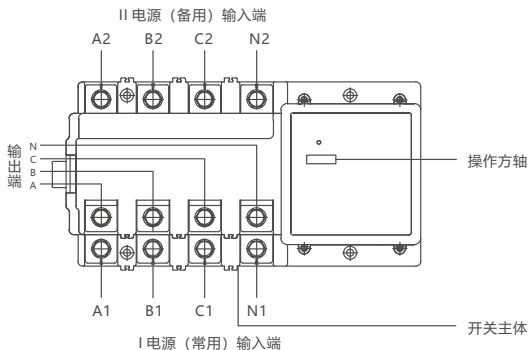 II 电源（备用）输入端
A2 B2 C2 N2
输出端
N
C
B
A
操作方轴
A1 B1 C1 N1
开关主体
I 电源（常用）输入端